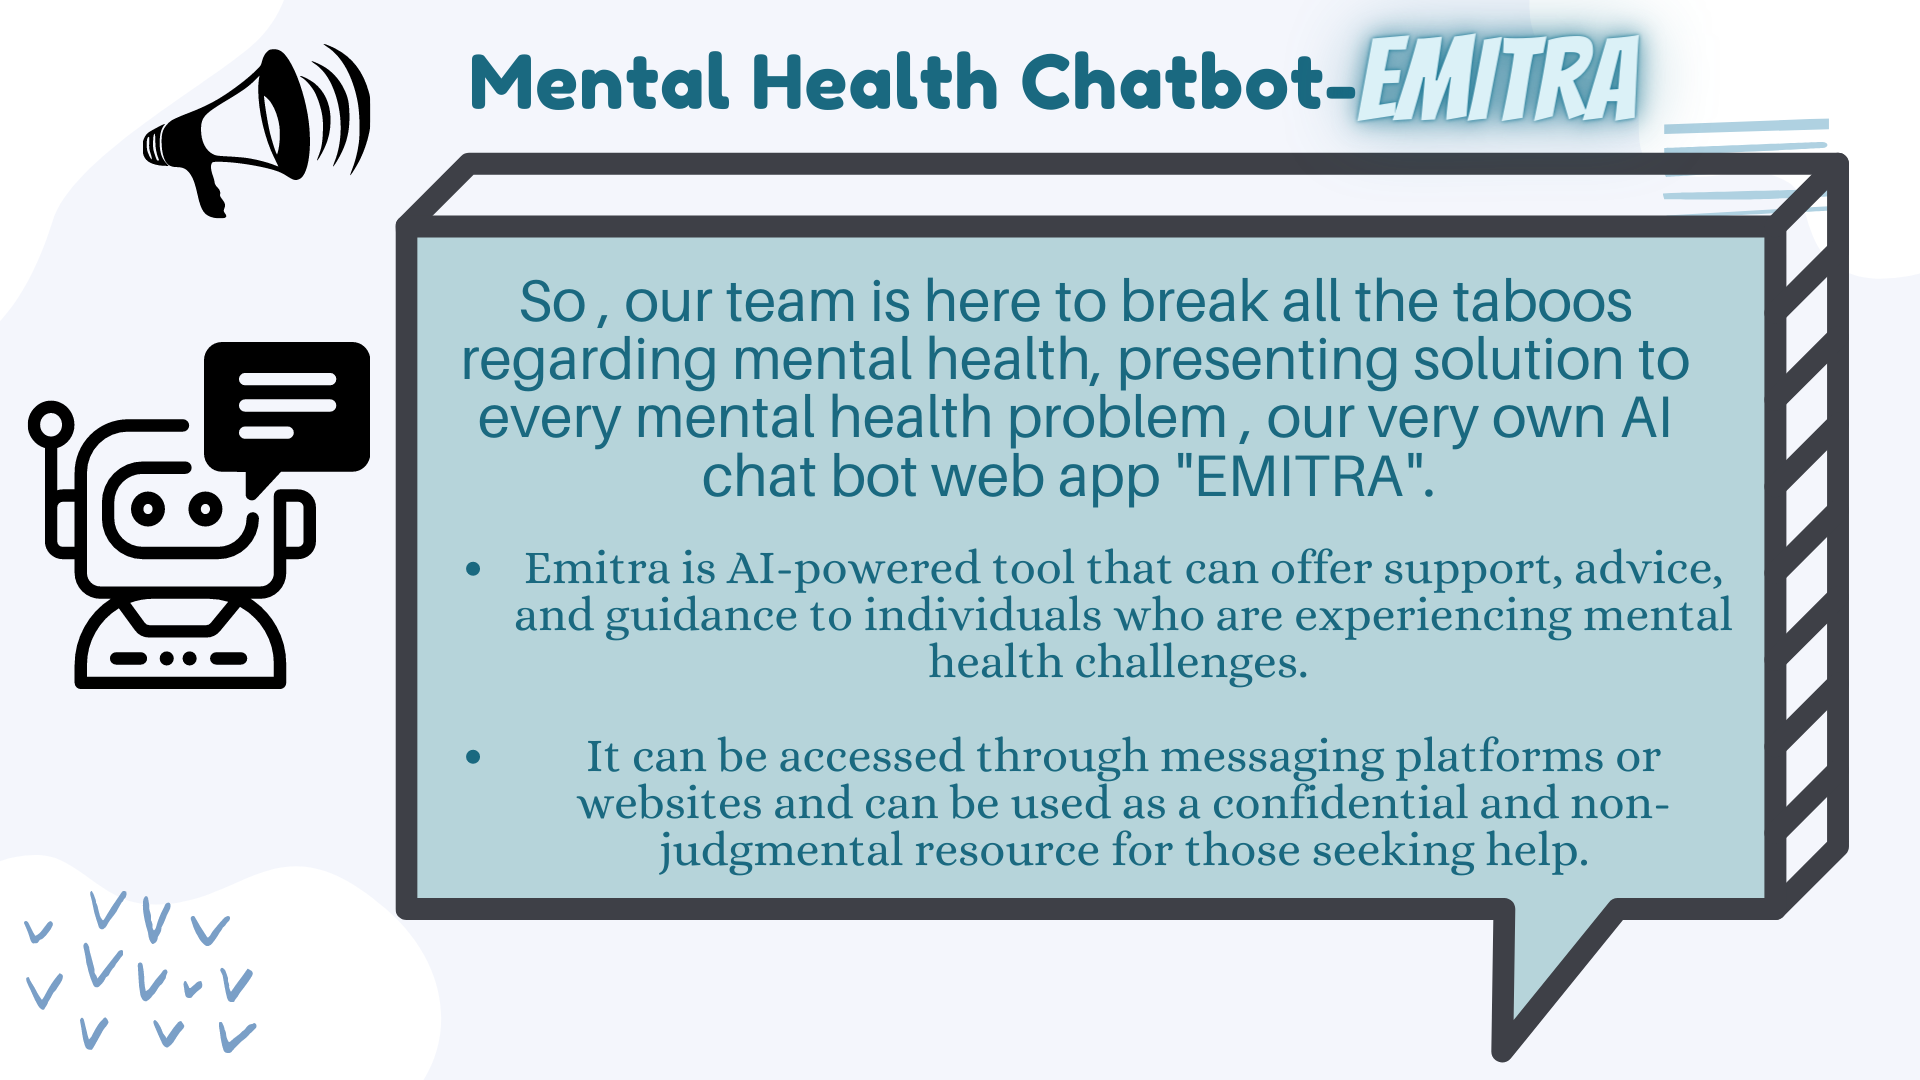 Mental Health Chatbot-EMITRA
So , our team is here to break all the taboos
regarding mental health, presenting solution to
every mental health problem , our very own AI
chat bot web app "EMITRA".
• Emitra is AI-powered tool that can offer support, advice,
and guidance to individuals who are experiencing mental
health challenges.
• It can be accessed through messaging platforms or
websites and can be used as a confidential and non-
judgmental resource for those seeking help.